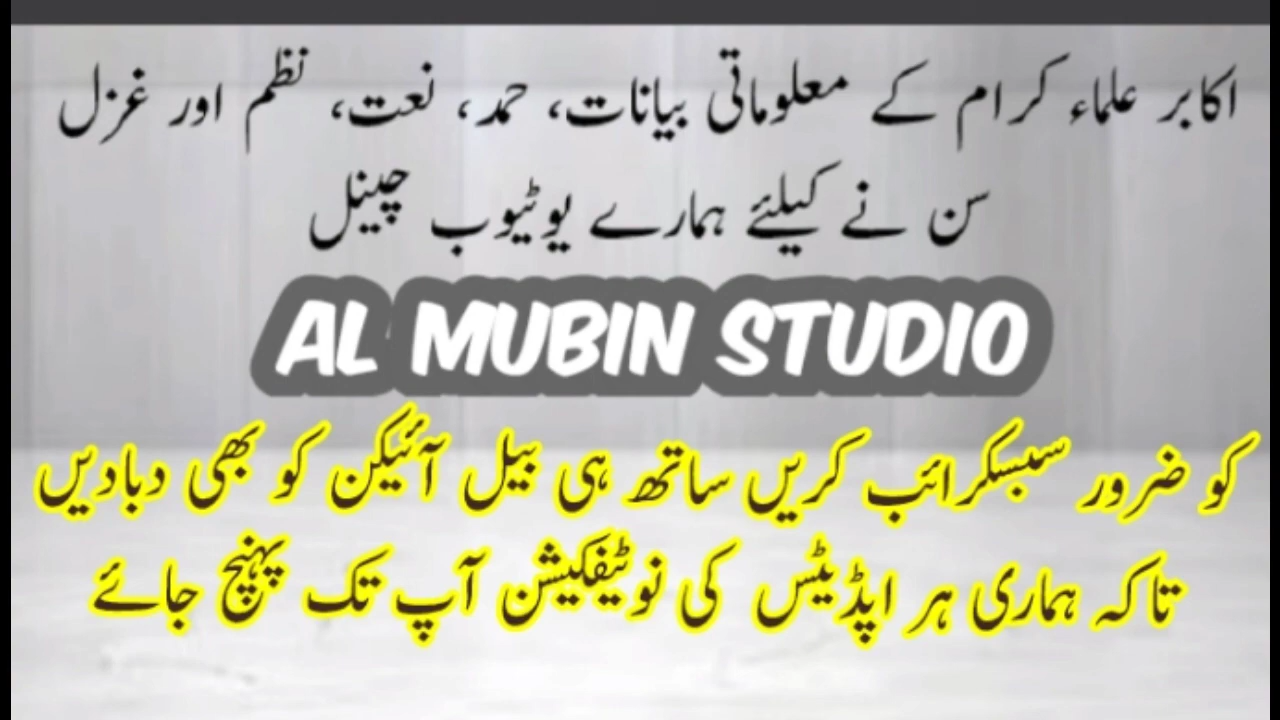 اکابر علماء کرام کے معلوماتی بیانات، حمد، نعت، نظم اور غزل
سن نے کیلئے ہمارے یوٹیوب چینل
AL MUBIN STUDIO
کو ضرور سبسکرائب کریں ساتھ ہی بیل آئیکن کو بھی دبادیں
تاکہ ہماری ہر اپڈیٹس کی نوٹیفکیشن آپ تک پہنچ جائے